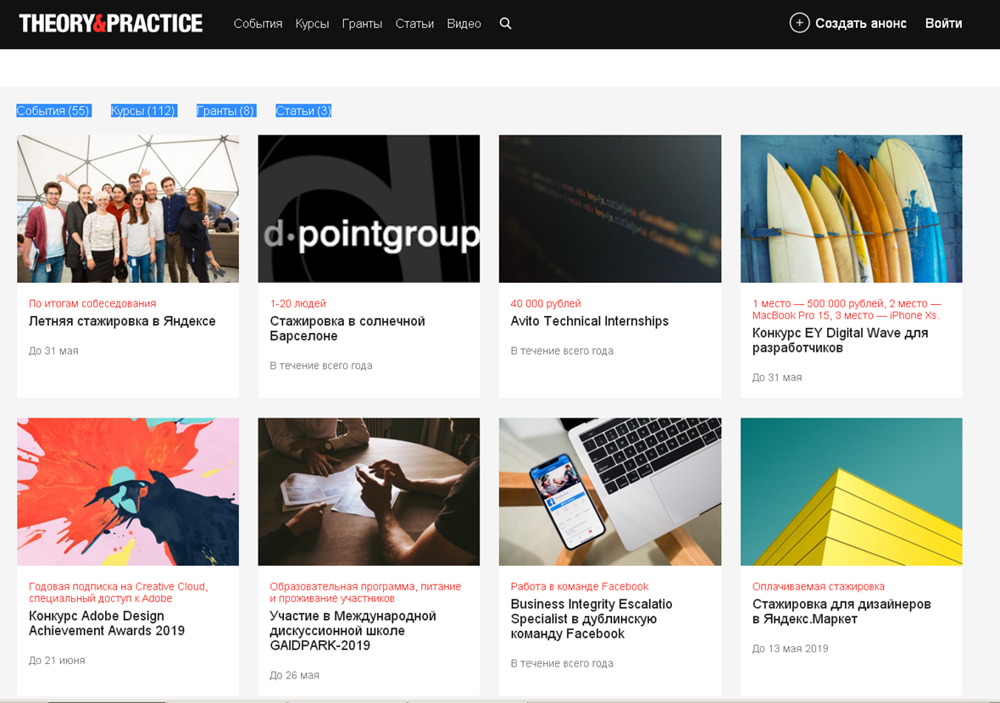 THEORY&PRACTICE События Курсы Гранты Статьи Видео + Создать анонс Войти
События (55) Курсы (112) Гранты (8) Статьи (3)
d·pointgroup
По итогам собеседования
Летняя стажировка в Яндексе
До 31 мая
1-20 людей
Стажировка в солнечной
Барселоне
В течение всего года
40 000 рублей
Avito Technical Internships
В течение всего года
1 место — 500 000 рублей, 2 место —
MacBook Pro 15, 3 место — iPhone Xs.
Конкурс EY Digital Wave для
разработчиков
До 31 мая
Годовая подписка на Creative Cloud,
специальный доступ к Adobe
Конкурс Adobe Design
Achievement Awards 2019
До 21 июня
Образовательная программа, питание
и проживание участников
Участие в Международной
дискуссионной школе
GAIDPARK-2019
До 26 мая
Работа в команде Facebook
Business Integrity Escalatio
Specialist в дублинскую
команду Facebook
В течение всего года
Оплачиваемая стажировка
Стажировка для дизайнеров
в Яндекс.Маркет
До 13 мая 2019